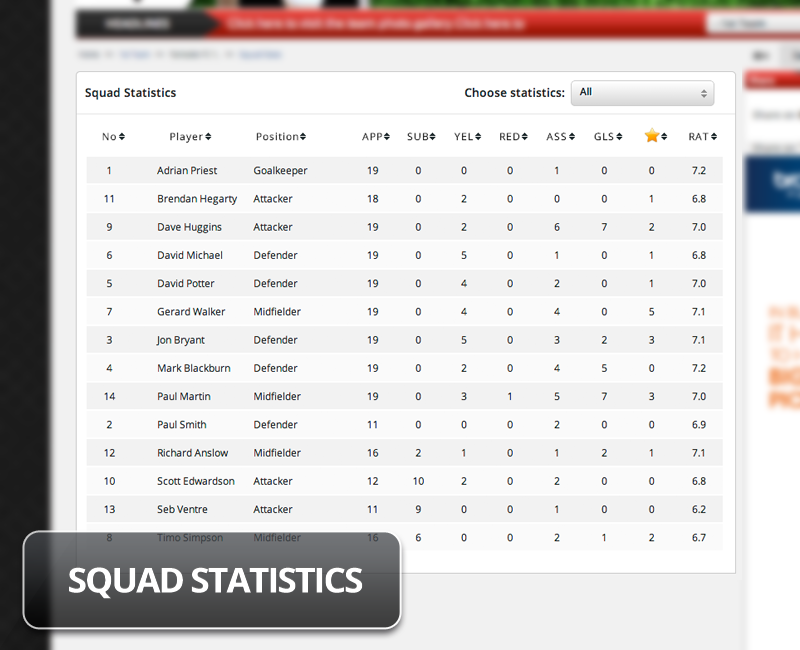 HEADLINES
Click here to visit the team photo gallery Click here to
Squad Statistics Choose statistics: All
No Player Position APP SUB YEL RED ASS GLS RAT
1 Adrian Priest Goalkeeper 19 0 0 0 1 0 0 7.2
11 Brendan Hegarty Attacker 18 0 2 0 0 0 1 6.8
9 Dave Huggins Attacker 19 0 2 0 6 7 2 7.0
6 David Michael Defender 19 0 5 0 1 0 1 6.8
5 David Potter Defender 19 0 4 0 2 0 1 7.0
7 Gerard Walker Midfielder 19 0 4 0 4 0 5 7.1
3 Jon Bryant Defender 19 0 5 0 3 2 3 7.1
4 Mark Blackburn Defender 19 0 2 0 4 5 0 7.2
14 Paul Martin Midfielder 19 0 3 1 5 7 3 7.0
2 Paul Smith Defender 11 0 0 0 2 0 0 6.9
12 Richard Anslow Midfielder 16 2 1 0 1 2 1 7.1
10 Scott Edwardson Attacker 12 10 2 0 2 0 0 6.8
13 Seb Ventre Attacker 11 9 0 0 1 0 0 6.2
8 Timo Simpson Midfielder 16 6 0 0 2 1 2 6.7
SQUAD STATISTICS